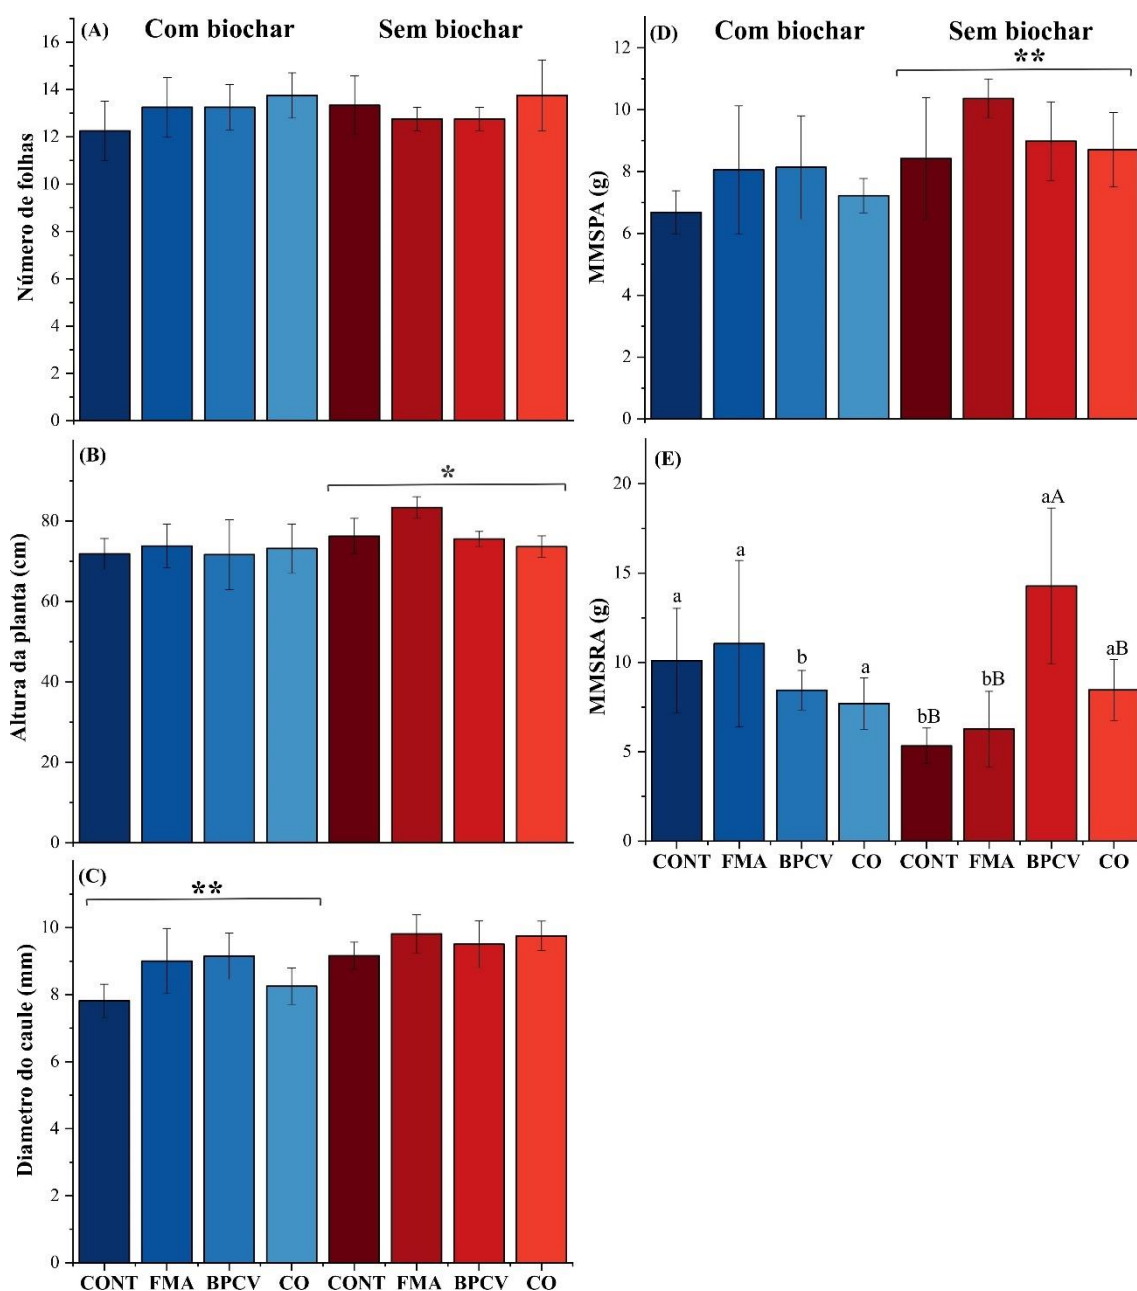 (A) Com biochar Sem biochar
16
14
12
10
8
6
4
2
0
Número de folhas
(B)
*
80
60
40
20
0
Altura da planta (cm)
(C)
**
10
8
6
4
2
0
Diametro do caule (mm)
CONT FMA BPCV CO CONT FMA BPCV CO
(D) Com biochar Sem biochar
**
12
10
8
6
4
2
0
MMSPA (g)
(E)
20
15
10
5
0
MMSRA (g)
a a b a bB bB aA aB
CONT FMA BPCV CO CONT FMA BPCV CO